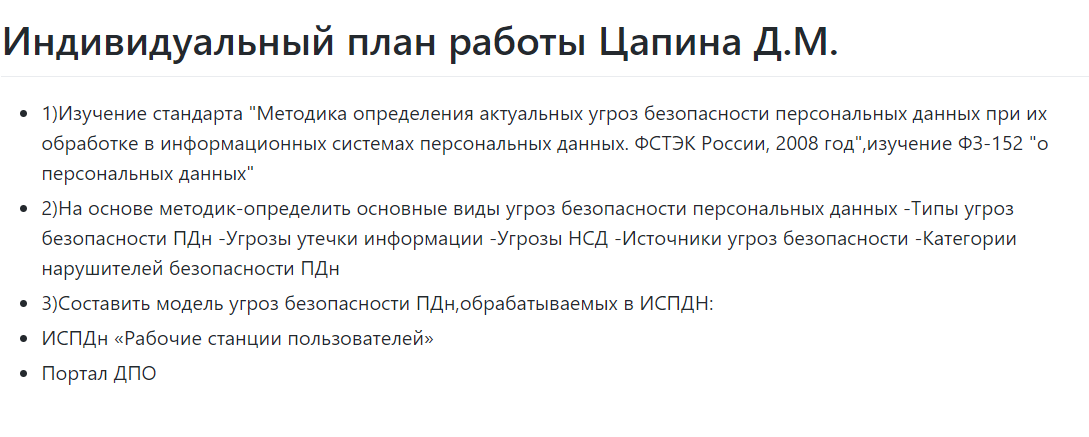 Индивидуальный план работы Цапина Д.М.
1)Изучение стандарта "Методика определения актуальных угроз безопасности персональных данных при их
обработке в информационных системах персональных данных. ФСТЭК России, 2008 год",изучение ФЗ-152 "о
персональных данных"
2)На основе методик-определить основные виды угроз безопасности персональных данных -Типы угроз
безопасности ПДн -Угрозы утечки информации -Угрозы НСД -Источники угроз безопасности -Категории
нарушителей безопасности ПДн
3)Составить модель угроз безопасности ПДн,обрабатываемых в ИСПДН:
ИСПДн «Рабочие станции пользователей»
Портал ДПО